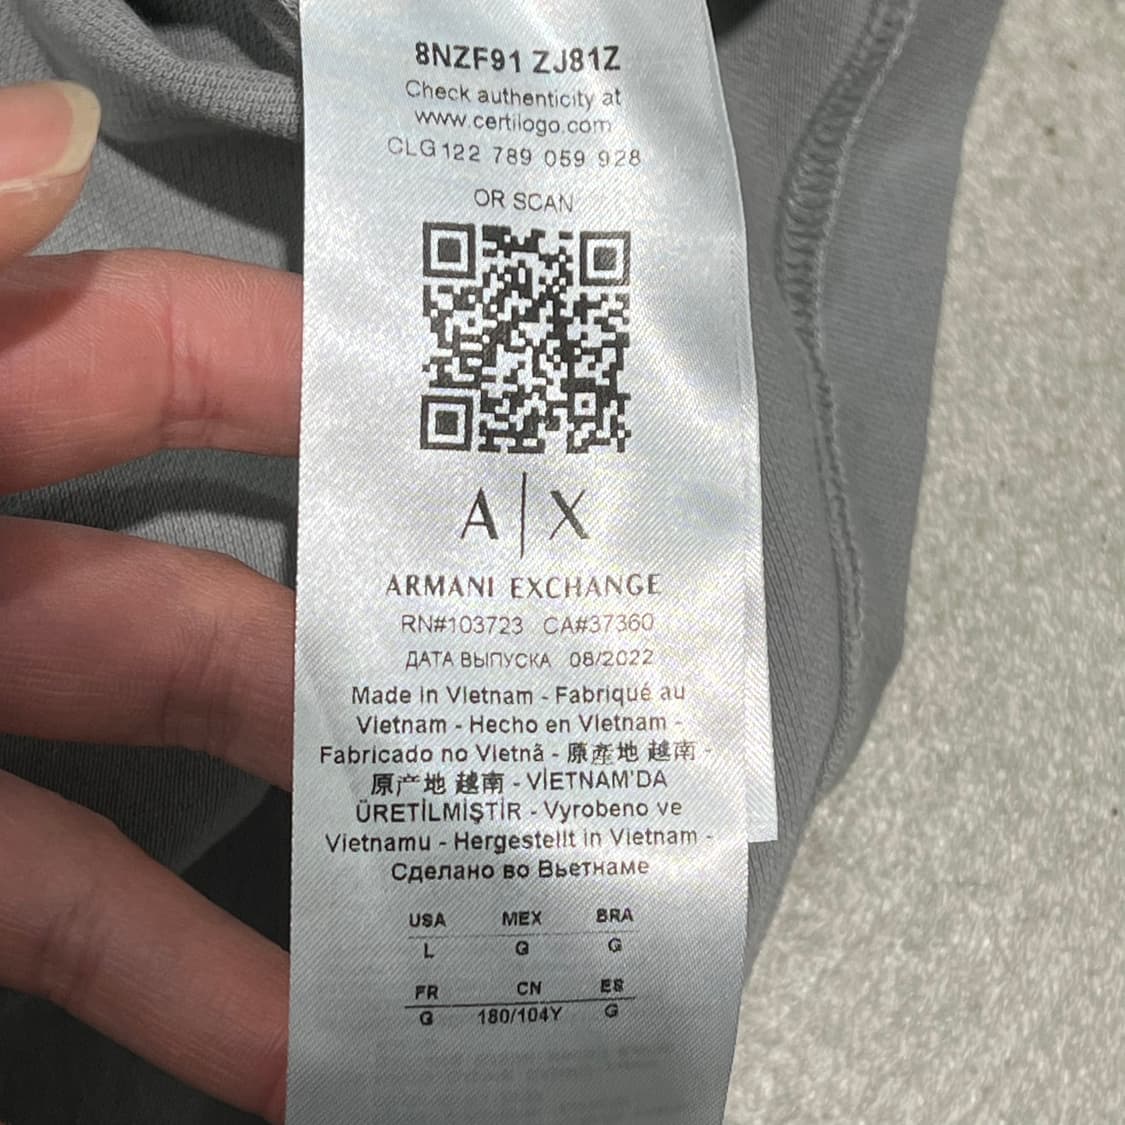 8NZF91 ZJ81Z
Check authenticity at
www.certilogo.com
CLG 122 789 059 928
OR SCAN
A|X
ARMANI EXCHANGE
RN#103723 CA#37360
ДАТА ВЫПУСКА 08/2022
Made in Vietnam - Fabriqué au
Vietnam - Hecho en Vietnam -
Fabricado no Vietnã - 原產地 越南 -
原产地 越南 - VİETNAM'DA
ÜRETİLMİŞTİR - Vyrobeno ve
Vietnamu - Hergestellt in Vietnam -
Сделано во Вьетнаме
USA MEX BRA
L G G
FR CN ES
G 180/104Y G